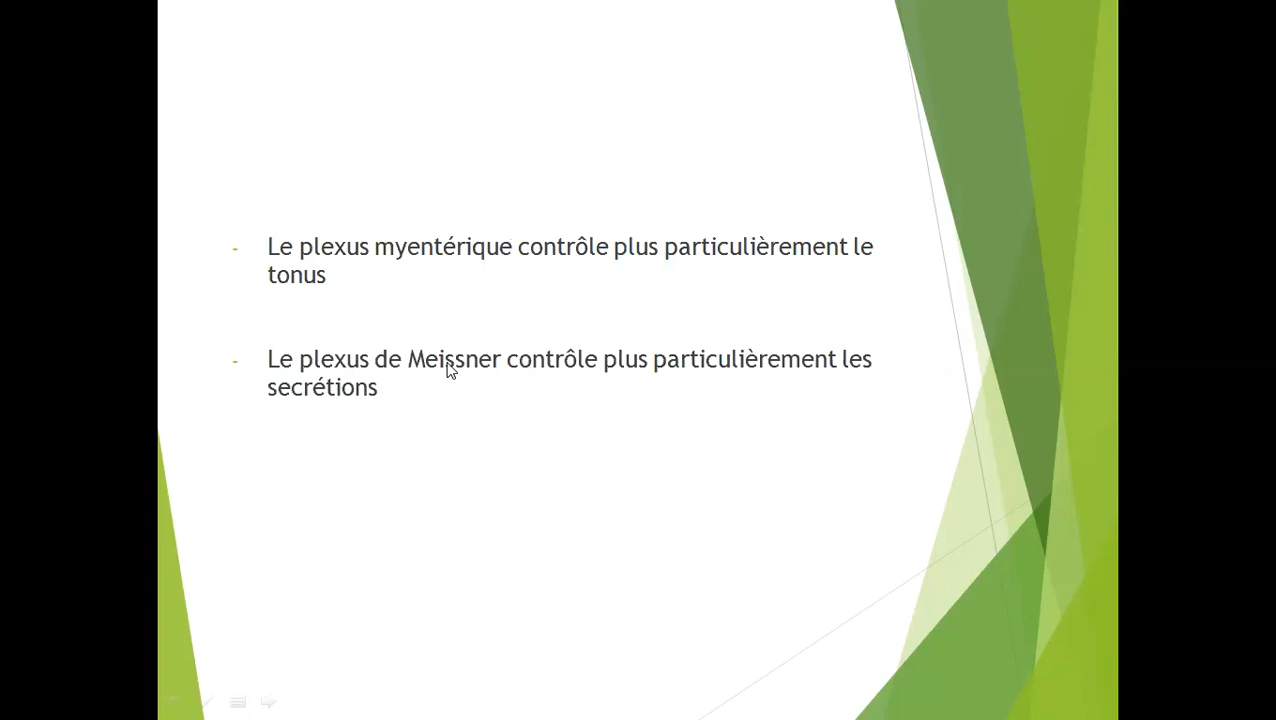 - Le plexus myentérique contrôle plus particulièrement le
tonus
- Le plexus de Meissner contrôle plus particulièrement les
secrétions